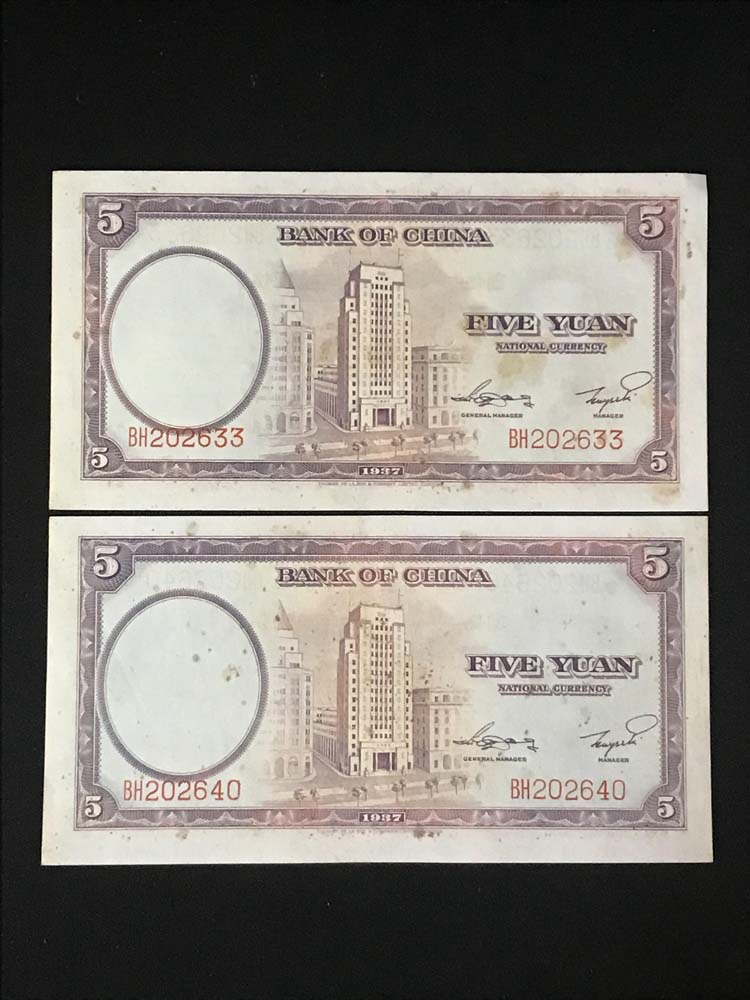 5 5
BANK OF CHINA
FIVE YUAN
NATIONAL CURRENCY
GENERAL MANAGER MANAGER
BH202633 BH202633
5 1937 5
5 5
BANK OF CHINA
FIVE YUAN
NATIONAL CURRENCY
GENERAL MANAGER MANAGER
BH202640 BH202640
5 1937 5